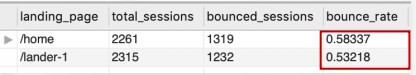 landing_page total_sessions bounced_sessions bounce_rate
/home 2261 1319 0.58337
/lander-1 2315 1232 0.53218